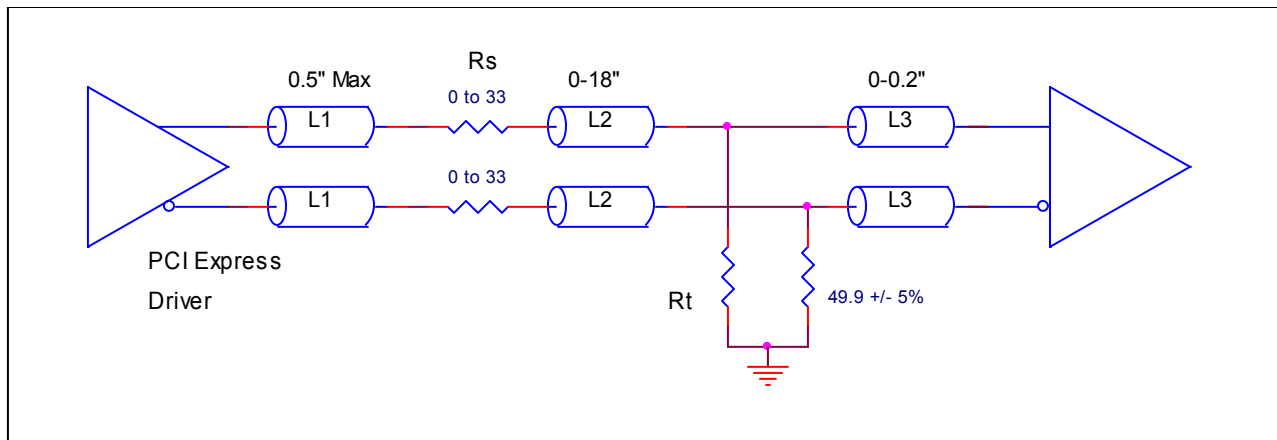 Rs
0.5" Max
0-18"
0-0.2"
0 to 33
L1
L2
L3
0 to 33
L1
L2
L3
PCI Express
Driver
Rt
49.9 +/- 5%